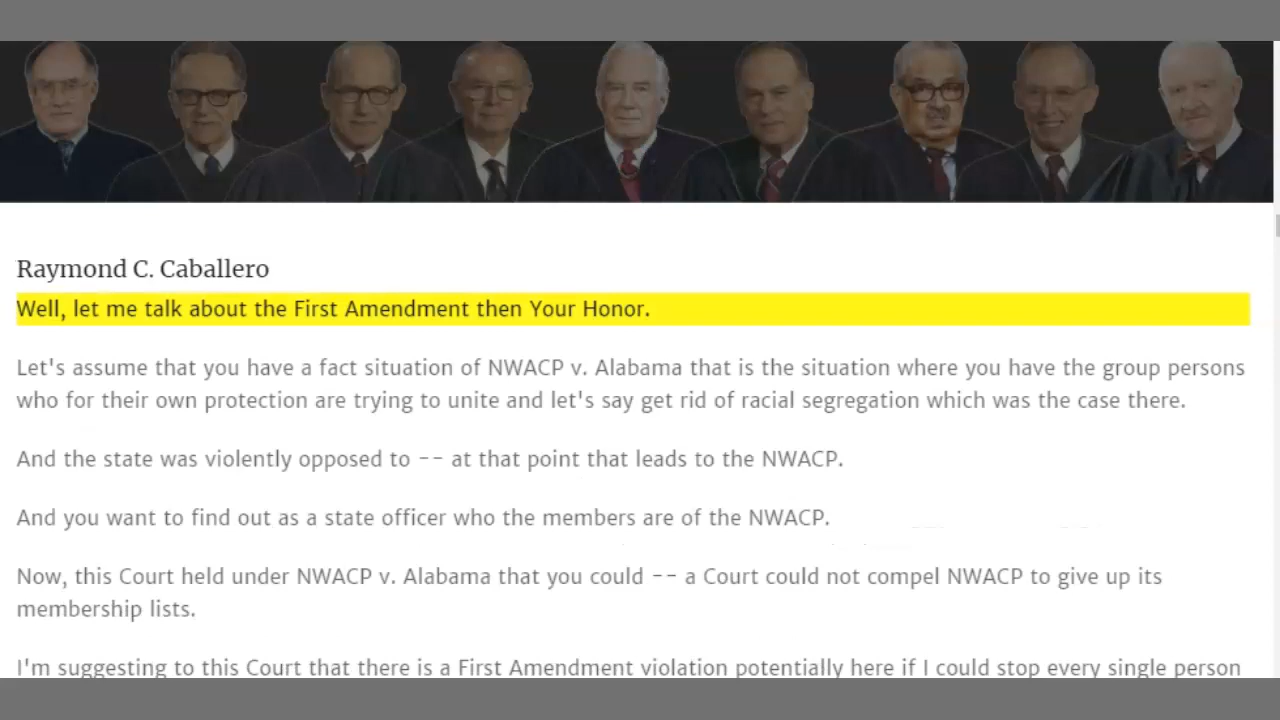 Raymond C. Caballero
Well, let me talk about the First Amendment then Your Honor.
Let's assume that you have a fact situation of NWACP v. Alabama that is the situation where you have the group persons
who for their own protection are trying to unite and let's say get rid of racial segregation which was the case there.
And the state was violently opposed to -- at that point that leads to the NWACP.
And you want to find out as a state officer who the members are of the NWACP.
Now, this Court held under NWACP v. Alabama that you could -- a Court could not compel NWACP to give up its
membership lists.
I'm suggesting to this Court that there is a First Amendment violation potentially here if I could stop every single person